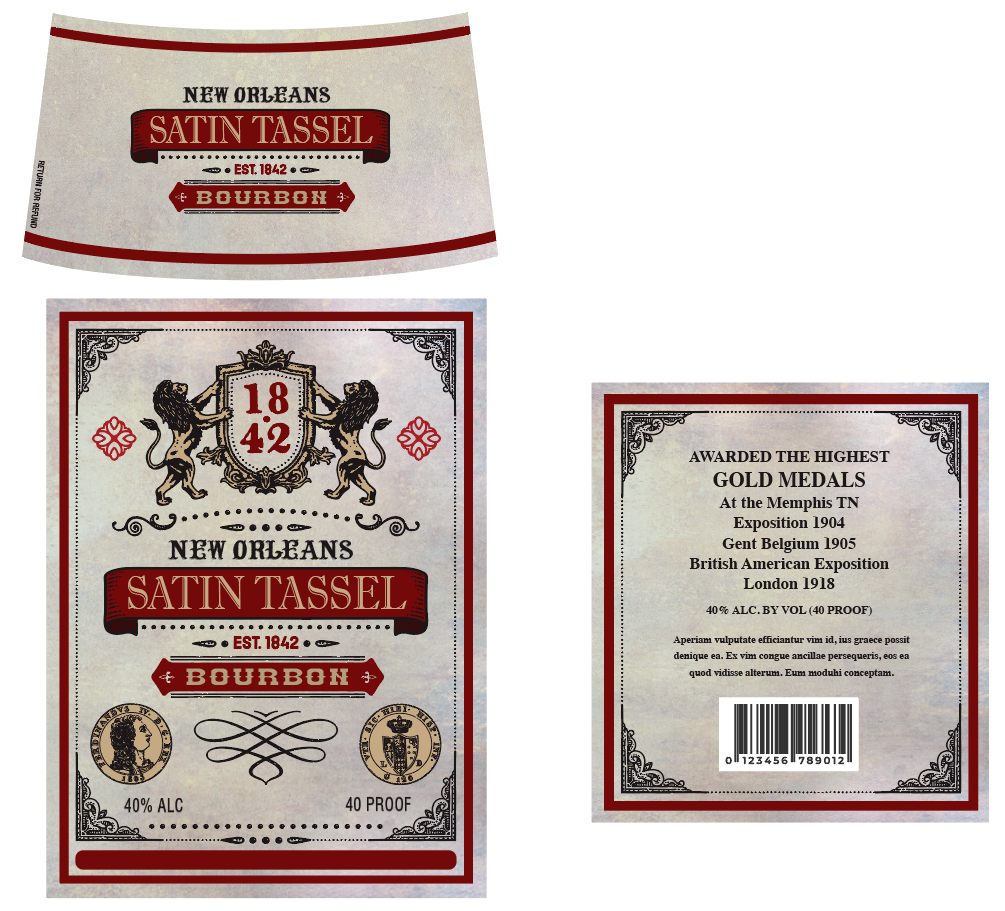 NEW ORLEANS
SATIN TASSEL
EST. 1842
BOURBON
RETURN FOR REFUND
18
42
NEW ORLEANS
SATIN TASSEL
EST. 1842
BOURBON
40% ALC
40 PROOF
AWARDED THE HIGHEST
GOLD MEDALS
At the Memphis TN
Exposition 1904
Gent Belgium 1905
British American Exposition
London 1918
40% ALC. BY VOL (40 PROOF)
Aperiam vulputate efficiantur vim id, ius graece possit
denique ea. Ex vim congue ancillae persequeris, eos ea
quod vidisse alterum. Eum moduhi conceptam.
0 123456 789012